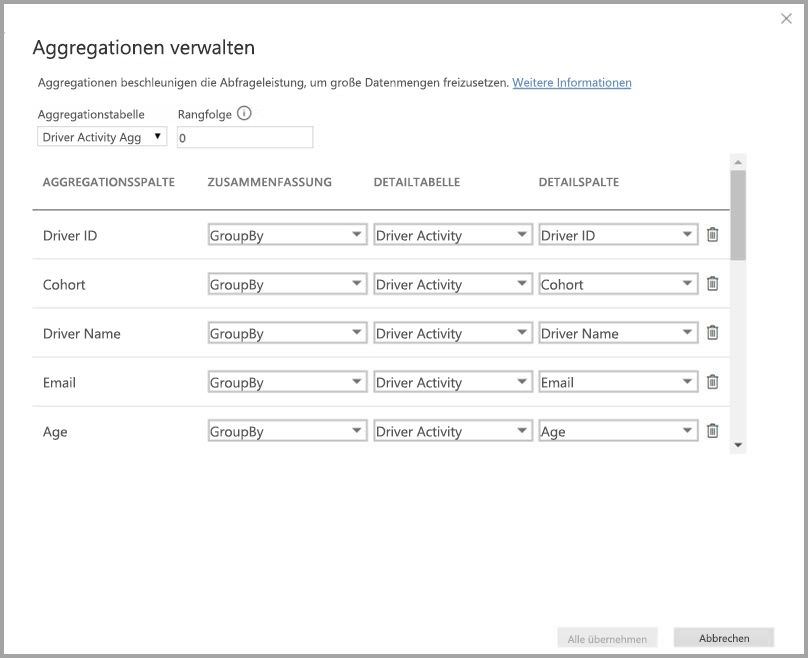 Aggregationen verwalten
Aggregationen beschleunigen die Abfrageleistung, um große Datenmengen freizusetzen. Weitere Informationen
Aggregationstabelle Rangfolge
Driver Activity Agg 0
AGGREGATIONSSPALTE ZUSAMMENFASSUNG DETAILTABELLE DETAILSPALTE
Driver ID GroupBy Driver Activity Driver ID
Cohort GroupBy Driver Activity Cohort
Driver Name GroupBy Driver Activity Driver Name
Email GroupBy Driver Activity Email
Age GroupBy Driver Activity Age
Alle übernehmen Abbrechen